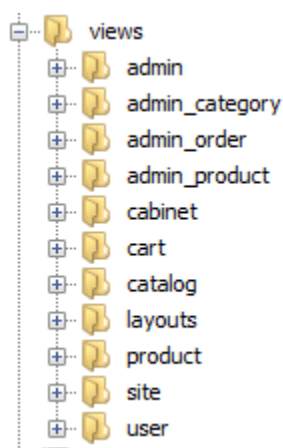 views
admin
admin_category
admin_order
admin_product
cabinet
cart
catalog
layouts
product
site
user